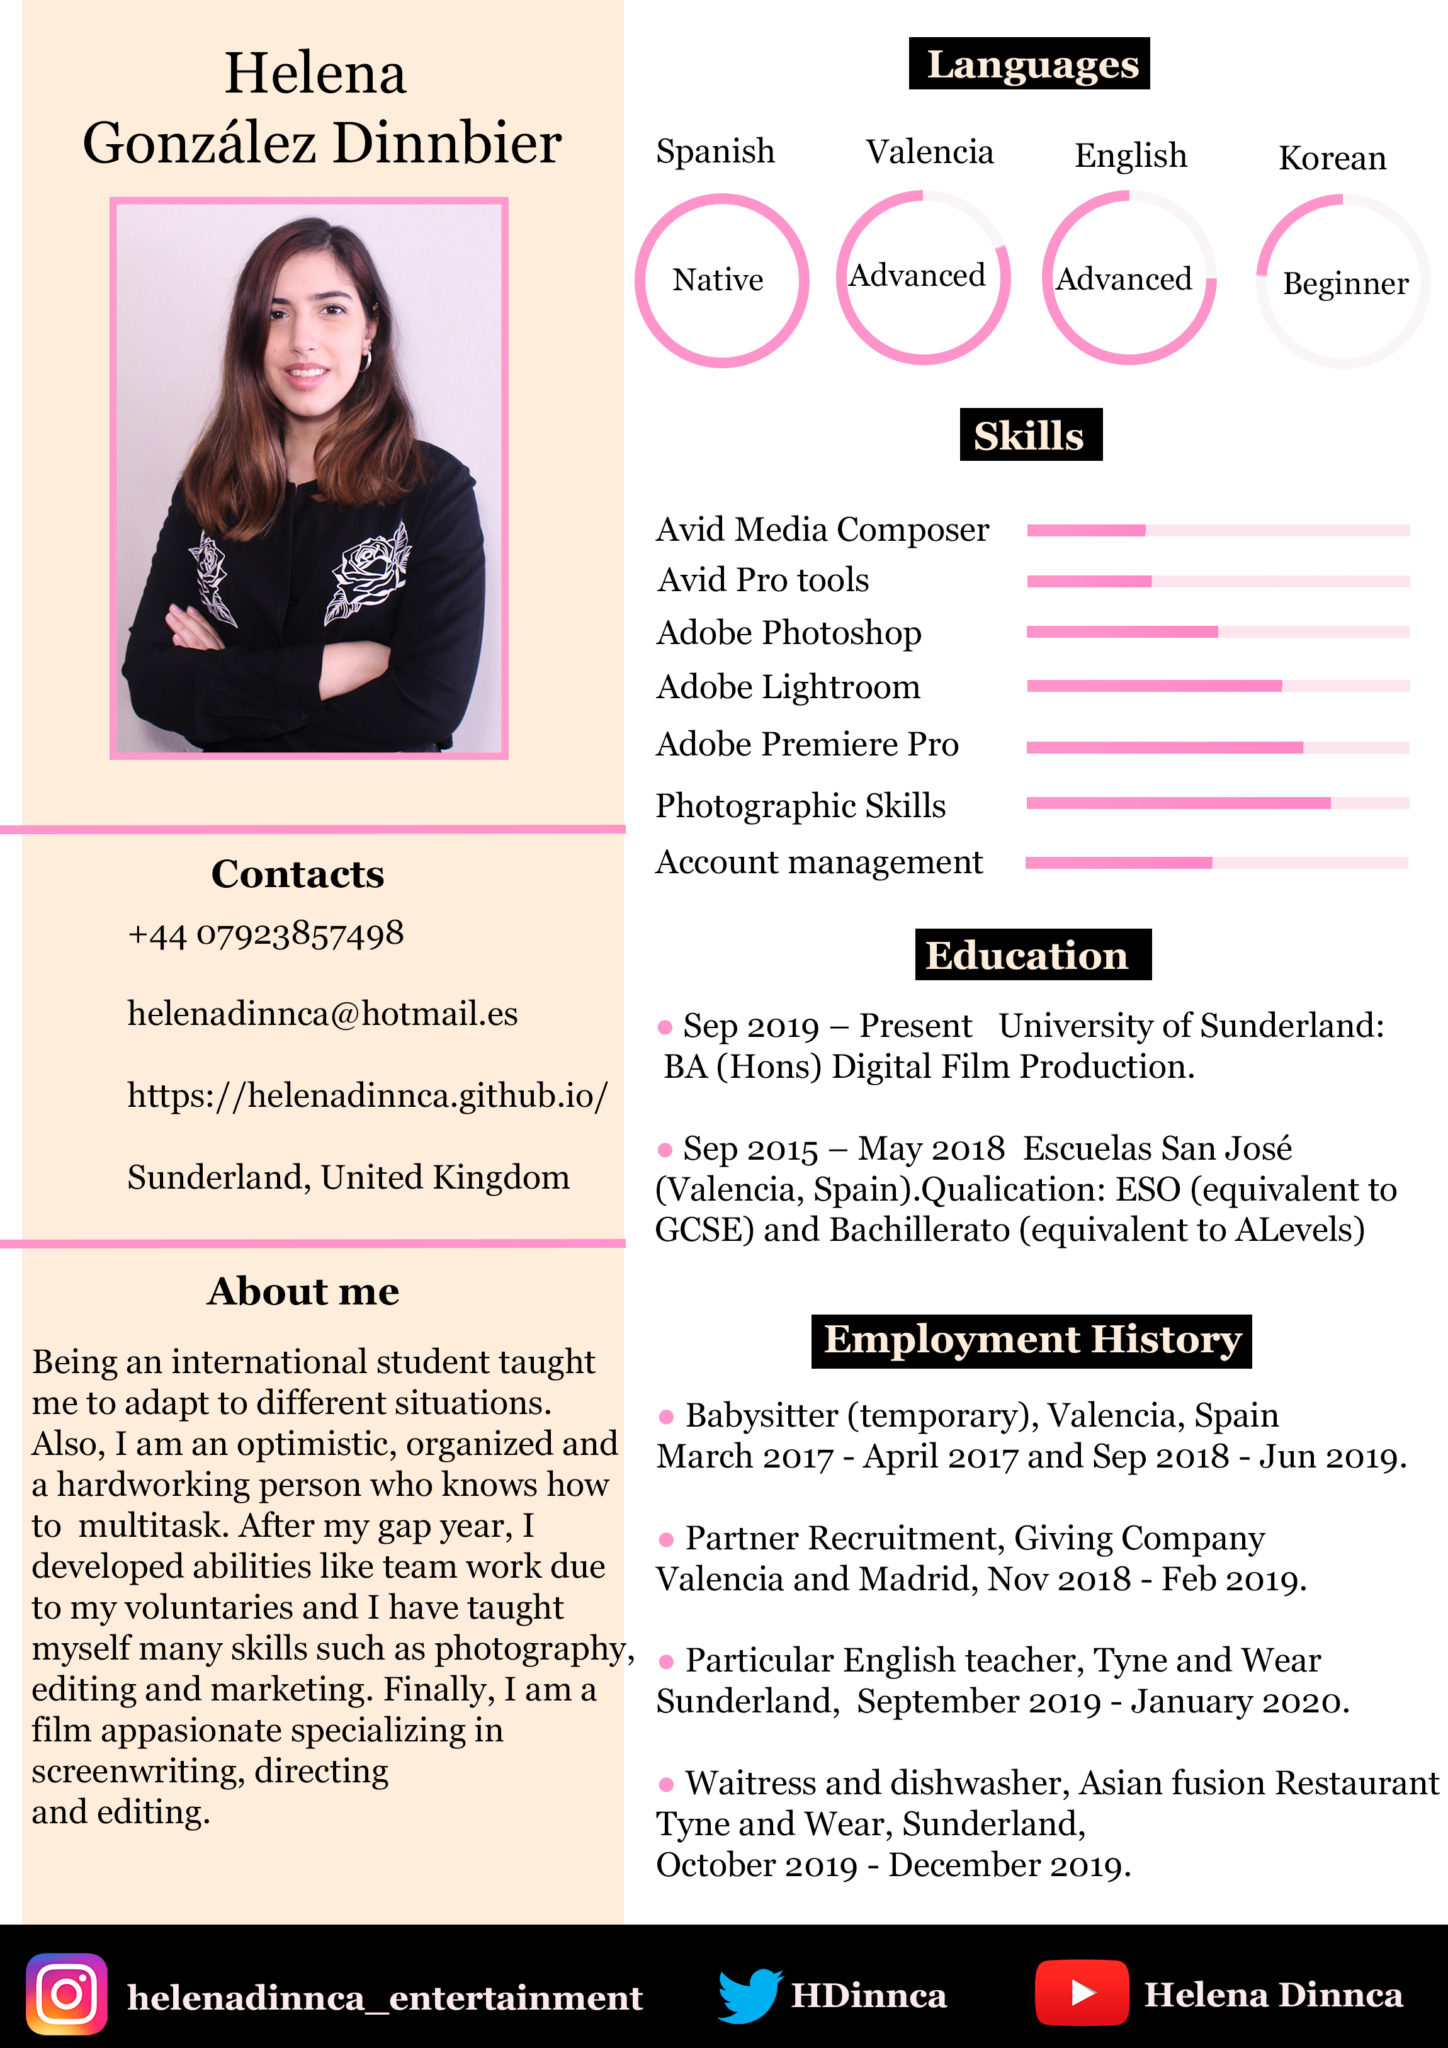 Helena
González Dinnbier
Contacts
+44 07923857498
helenadinnca@hotmail.es
https://helenadinnca.github.io/
Sunderland, United Kingdom
About me
Being an international student taught
me to adapt to different situations.
Also, I am an optimistic, organized and
a hardworking person who knows how
to  multitask. After my gap year, I
developed abilities like team work due
to my voluntaries and I have taught
myself many skills such as photography,
editing and marketing. Finally, I am a
film appasionate specializing in
screenwriting, directing
and editing.
Languages
Spanish Valencia English Korean
Native Advanced Advanced Beginner
Skills
Avid Media Composer
Avid Pro tools
Adobe Photoshop
Adobe Lightroom
Adobe Premiere Pro
Photographic Skills
Account management
Education
● Sep 2019 – Present   University of Sunderland:
BA (Hons) Digital Film Production.
● Sep 2015 – May 2018  Escuelas San José
(Valencia, Spain).Qualication: ESO (equivalent to
GCSE) and Bachillerato (equivalent to ALevels)
Employment History
● Babysitter (temporary), Valencia, Spain
March 2017 - April 2017 and Sep 2018 - Jun 2019.
● Partner Recruitment, Giving Company
Valencia and Madrid, Nov 2018 - Feb 2019.
● Particular English teacher, Tyne and Wear
Sunderland,  September 2019 - January 2020.
● Waitress and dishwasher, Asian fusion Restaurant
Tyne and Wear, Sunderland,
October 2019 - December 2019.
helenadinnca_entertainment HDinnca Helena Dinnca